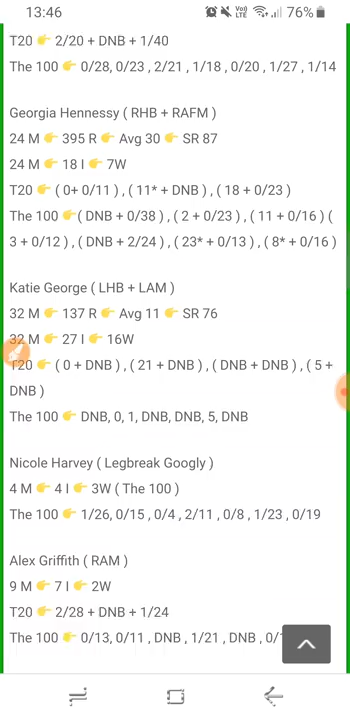 13:46 Vo)) LTE 76%
T20 👉 2/20 + DNB + 1/40
The 100 👉 0/28, 0/23 , 2/21 , 1/18 , 0/20 , 1/27 , 1/14
Georgia Hennessy ( RHB + RAFM )
24 M 👉 395 R 👉 Avg 30 👉 SR 87
24 M 👉 18 I 👉 7W
T20 👉 ( 0+ 0/11 ) , ( 11* + DNB ) , ( 18 + 0/23 )
The 100 👉 ( DNB + 0/38 ) , ( 2 + 0/23 ) , ( 11 + 0/16 ) (
3 + 0/12 ) , ( DNB + 2/24 ) , ( 23* + 0/13 ) , ( 8* + 0/16 )
Katie George ( LHB + LAM )
32 M 👉 137 R 👉 Avg 11 👉 SR 76
32 M 👉 27 I 👉 16W
T20 👉 ( 0 + DNB ) , ( 21 + DNB ) , ( DNB + DNB ) , ( 5 +
DNB )
The 100 👉 DNB, 0, 1, DNB, DNB, 5, DNB
Nicole Harvey ( Legbreak Googly )
4 M 👉 4 I 👉 3W ( The 100 )
The 100 👉 1/26, 0/15 , 0/4 , 2/11 , 0/8 , 1/23 , 0/19
Alex Griffith ( RAM )
9 M 👉 7 I 👉 2W
T20 👉 2/28 + DNB + 1/24
The 100 👉 0/13, 0/11 , DNB , 1/21 , DNB , 0/